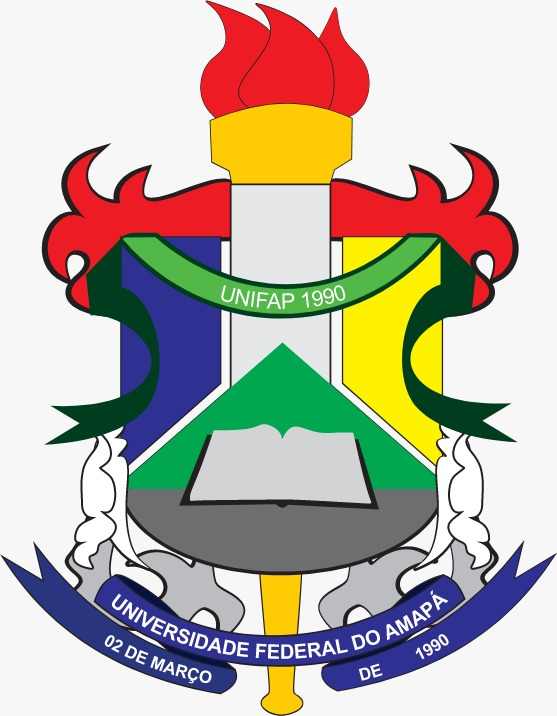 UNIFAP 1990
UNIVERSIDADE FEDERAL DO AMAPÁ
02 DE MARÇO DE 1990